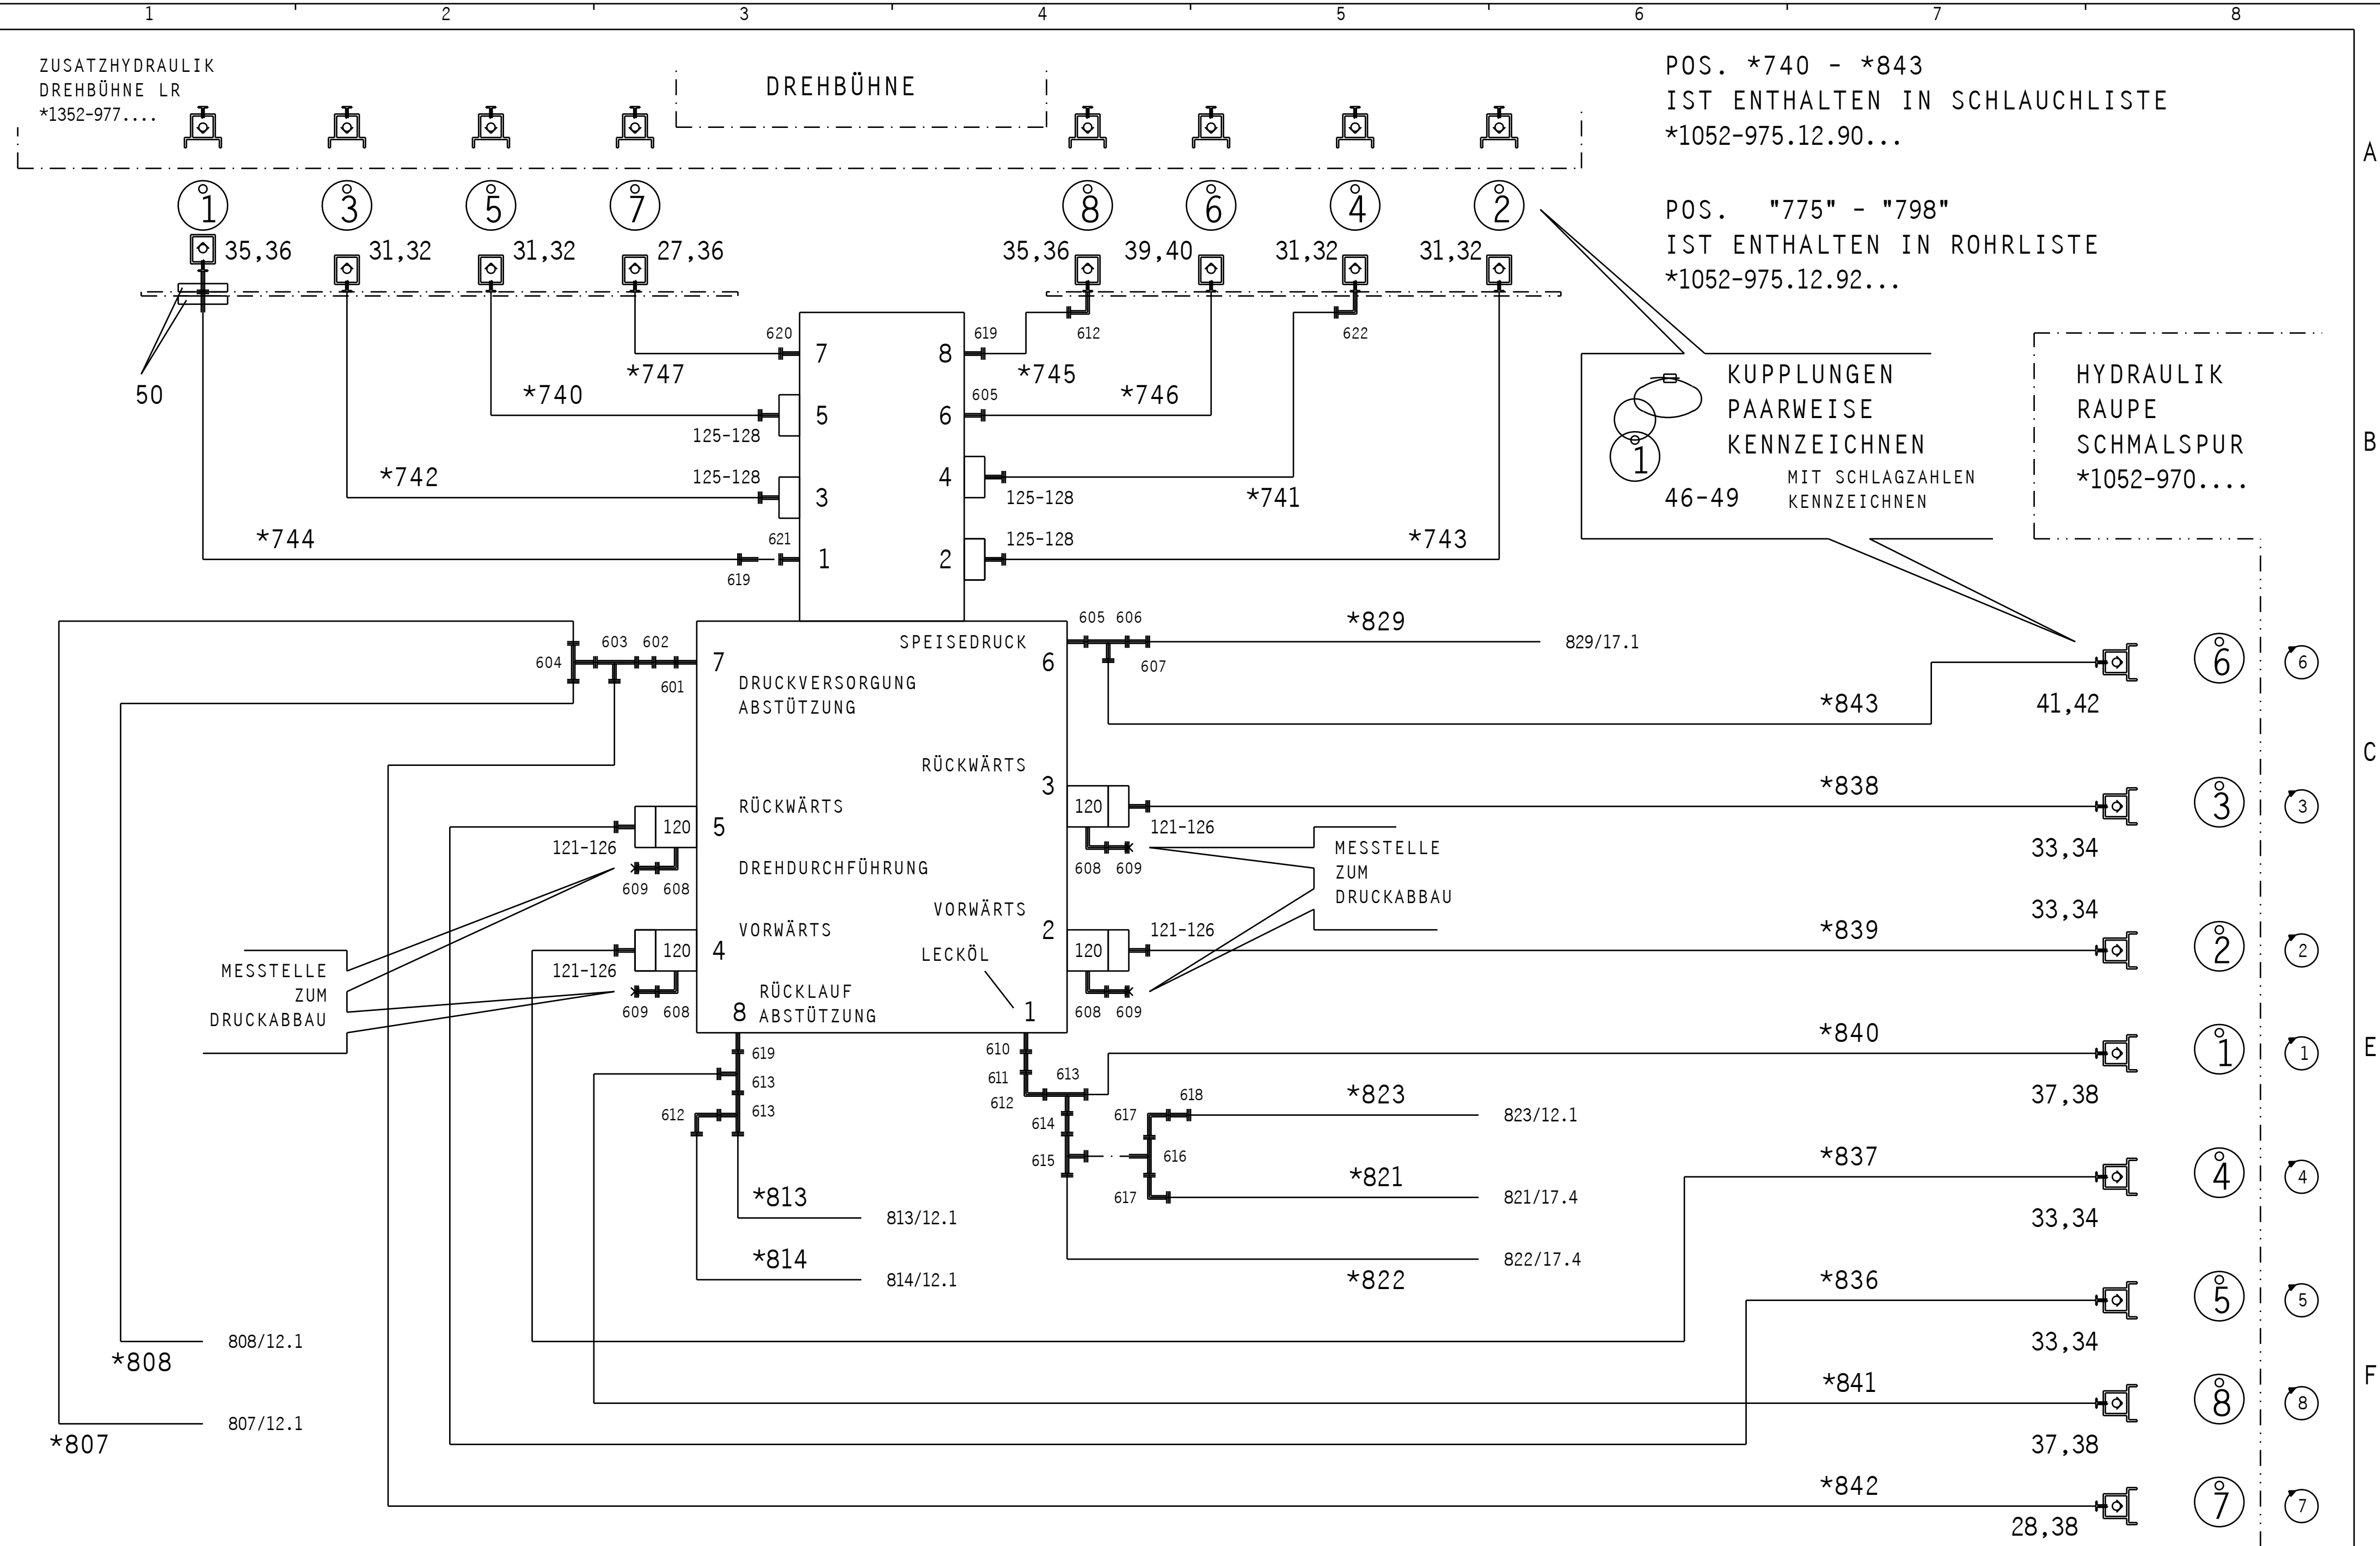 1 2 3 4 5 6 7 8
ZUSATZHYDRAULIK
DREHBÜHNE LR
*1352-977....
DREHBÜHNE
POS. *740 - *843
IST ENTHALTEN IN SCHLAUCHLISTE
*1052-975.12.90...
A
POS. "775" - "798"
IST ENTHALTEN IN ROHRLISTE
*1052-975.12.92...
1 3 5 7 8 6 4 2
35,36 31,32 31,32 27,36 35,36 39,40 31,32 31,32
50
620 7 8 619 612 622
*747 *745
*740 5 6 605 *746
125-128
*742 125-128 3 4 125-128 *741
*744 621 1 2 125-128 *743
619
KUPPLUNGEN
PAARWEISE
KENNZEICHNEN
1
46-49
MIT SCHLAGZAHLEN
KENNZEICHNEN
HYDRAULIK
RAUPE
SCHMALSPUR
*1052-970....
B
604 603 602 601 7
SPEISEDRUCK 6
605 606 607 *829 829/17.1
DRUCKVERSORGUNG
ABSTÜTZUNG
*843 41,42 6 6
C
RÜCKWÄRTS 3
120 121-126 *838 33,34 3 3
608 609
RÜCKWÄRTS
5 120 121-126
609 608
DREHDURCHFÜHRUNG
MESSTELLE
ZUM
DRUCKABBAU
VORWÄRTS 2
120 121-126 *839 33,34 2 2
608 609
VORWÄRTS
4 120 121-126
609 608
MESSTELLE
ZUM
DRUCKABBAU
LECKÖL
1
RÜCKLAUF
8 ABSTÜTZUNG
E
619
613
613
612
610
611
612
613
*840 37,38 1 1
614
615
616
617 618 *823 823/12.1
617 *821 821/17.4
*822 822/17.4
*813 813/12.1
*814 814/12.1
*837 33,34 4 4
*836 33,34 5 5
808/12.1
*808
F
*841 37,38 8 8
807/12.1
*807
*842 28,38 7 7